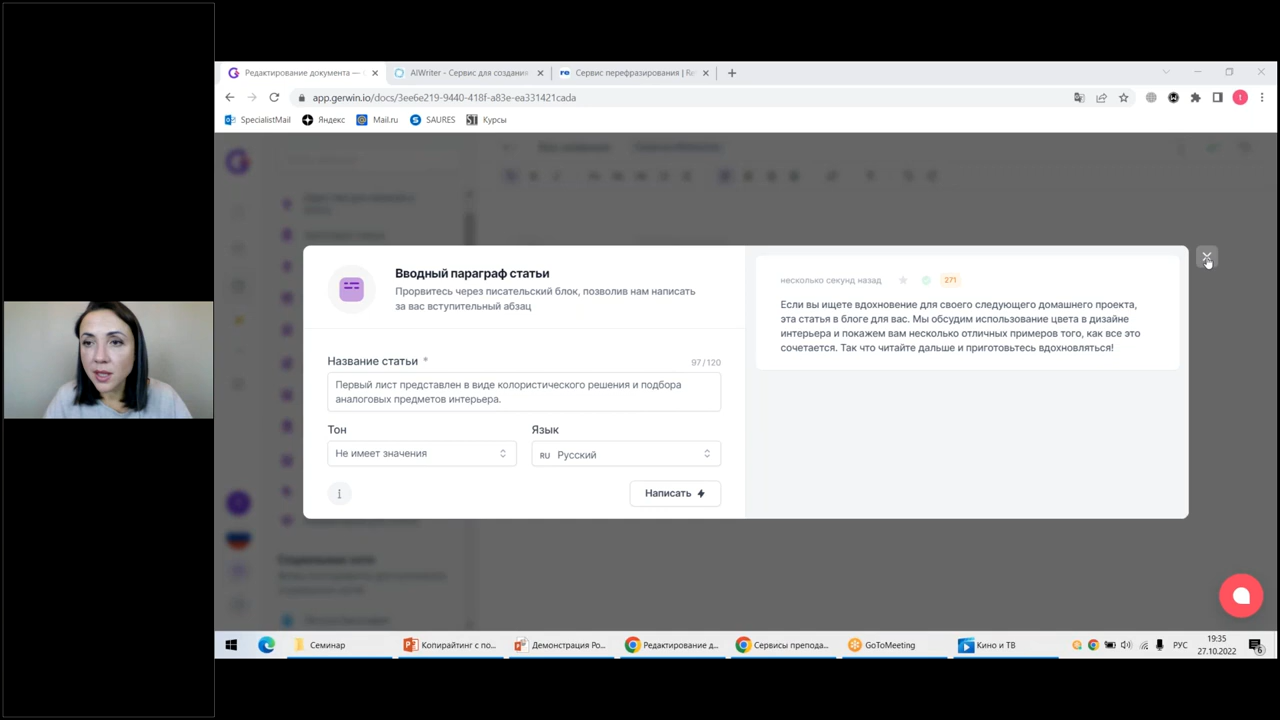 Редактирование документа —
AIWriter - Сервис для создания
re Сервис перефразирования | Re
app.gerwin.io/docs/3ee6e219-9440-418f-a83e-ea331421cada
SpecialistMail Яндекс Mail.ru SAURES Курсы
Вводный параграф статьи
Прорвитесь через писательский блок, позволив нам написать
за вас вступительный абзац
Название статьи *
97 / 120
Первый лист представлен в виде колористического решения и подбора
аналоговых предметов интерьера.
Тон
Язык
Не имеет значения
RU Русский
Написать
несколько секунд назад
271
Если вы ищете вдохновение для своего следующего домашнего проекта,
эта статья в блоге для вас. Мы обсудим использование цвета в дизайне
интерьера и покажем вам несколько отличных примеров того, как все это
сочетается. Так что читайте дальше и приготовьтесь вдохновляться!
Социальные сети
Семинар
Копирайтинг с по...
Демонстрация Ро...
Редактирование д...
Сервисы препода...
GoToMeeting
Кино и ТВ
РУС
19:35
27.10.2022
6